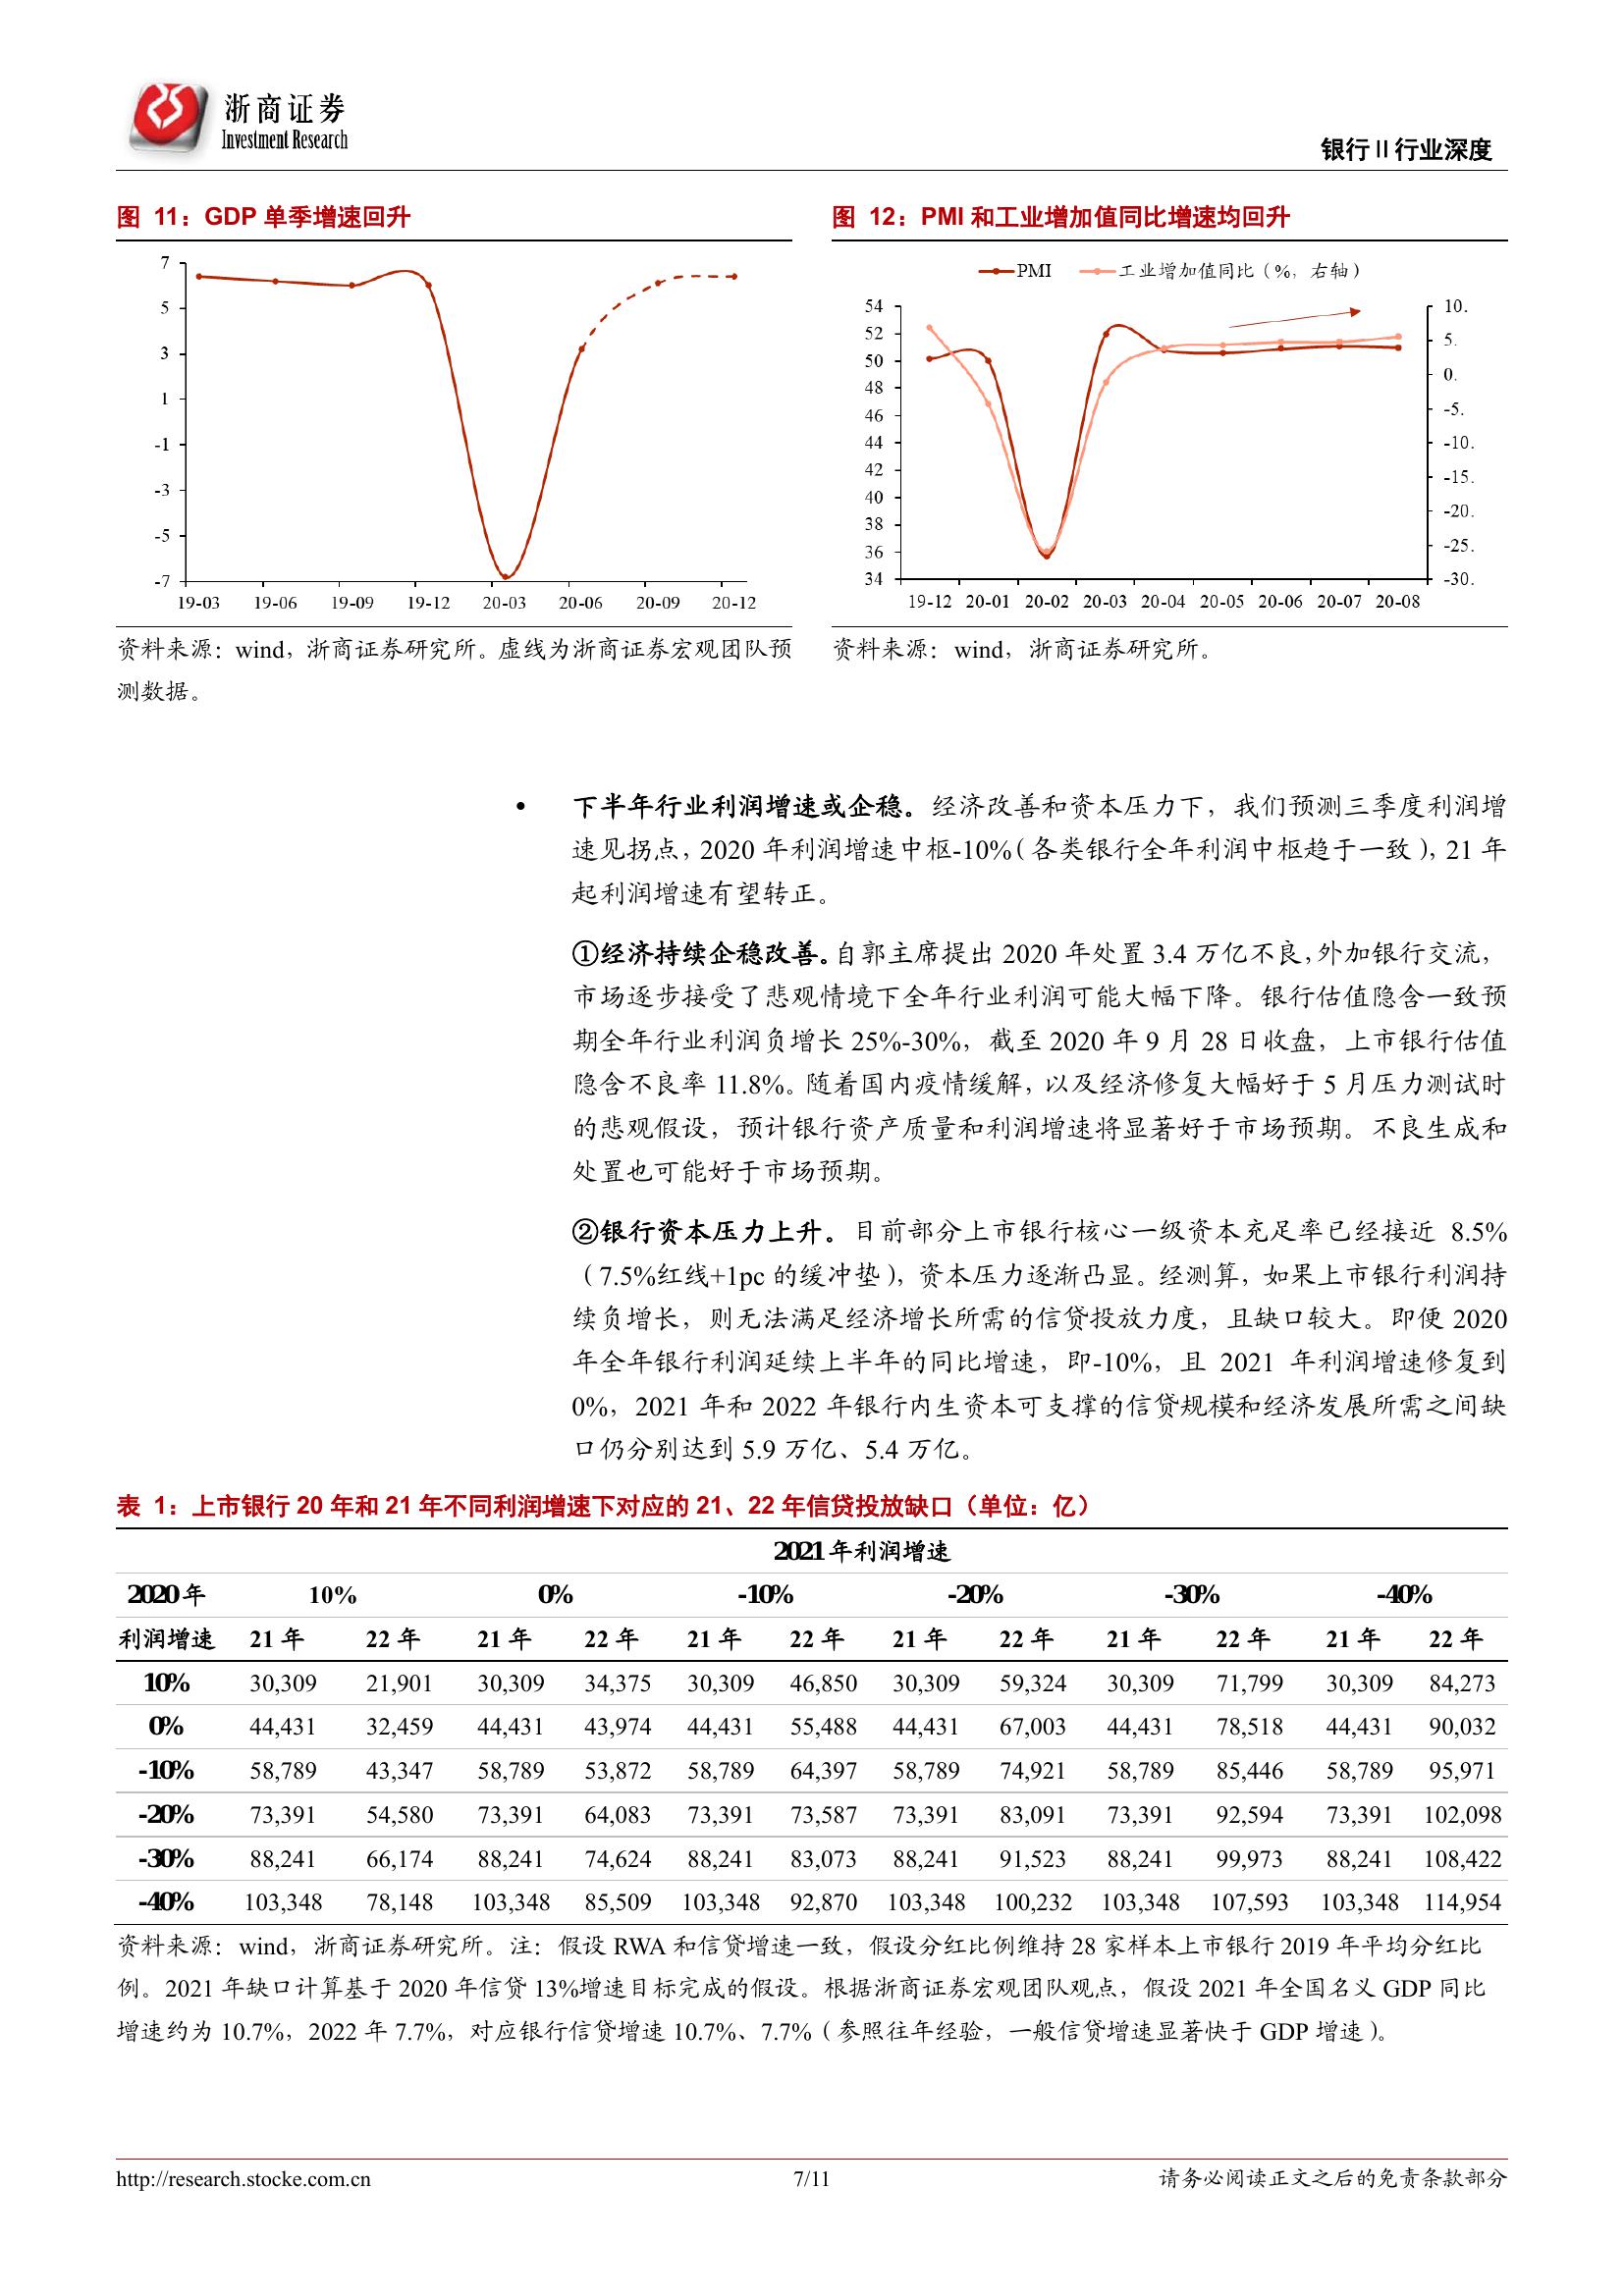 浙商证券
Investment Research
银行Ⅱ行业深度
图 11：GDP 单季增速回升
7
5
3
1
-1
-3
-5
-7
19-03 19-06 19-09 19-12 20-03 20-06 20-09 20-12
资料来源：wind，浙商证券研究所。虚线为浙商证券宏观团队预
测数据。
图 12：PMI 和工业增加值同比增速均回升
PMI 工业增加值同比（%，右轴）
54
52
50
48
46
44
42
40
38
36
34
10.
5.
0.
-5.
-10.
-15.
-20.
-25.
-30.
19-12 20-01 20-02 20-03 20-04 20-05 20-06 20-07 20-08
资料来源：wind，浙商证券研究所。
• 下半年行业利润增速或企稳。经济改善和资本压力下，我们预测三季度利润增
速见拐点，2020 年利润增速中枢-10%（各类银行全年利润中枢趋于一致），21 年
起利润增速有望转正。
①经济持续企稳改善。自郭主席提出 2020 年处置 3.4 万亿不良，外加银行交流，
市场逐步接受了悲观情境下全年行业利润可能大幅下降。银行估值隐含一致预
期全年行业利润负增长 25%-30%，截至 2020 年 9 月 28 日收盘，上市银行估值
隐含不良率 11.8%。随着国内疫情缓解，以及经济修复大幅好于 5 月压力测试时
的悲观假设，预计银行资产质量和利润增速将显著好于市场预期。不良生成和
处置也可能好于市场预期。
②银行资本压力上升。目前部分上市银行核心一级资本充足率已经接近 8.5%
（7.5%红线+1pc 的缓冲垫），资本压力逐渐凸显。经测算，如果上市银行利润持
续负增长，则无法满足经济增长所需的信贷投放力度，且缺口较大。即便 2020
年全年银行利润延续上半年的同比增速，即-10%，且 2021 年利润增速修复到
0%，2021 年和 2022 年银行内生资本可支撑的信贷规模和经济发展所需之间缺
口仍分别达到 5.9 万亿、5.4 万亿。
表 1：上市银行 20 年和 21 年不同利润增速下对应的 21、22 年信贷投放缺口（单位：亿）
2021 年利润增速
2020 年 10% 0% -10% -20% -30% -40%
利润增速 21 年 22 年 21 年 22 年 21 年 22 年 21 年 22 年 21 年 22 年 21 年 22 年
10% 30,309 21,901 30,309 34,375 30,309 46,850 30,309 59,324 30,309 71,799 30,309 84,273
0% 44,431 32,459 44,431 43,974 44,431 55,488 44,431 67,003 44,431 78,518 44,431 90,032
-10% 58,789 43,347 58,789 53,872 58,789 64,397 58,789 74,921 58,789 85,446 58,789 95,971
-20% 73,391 54,580 73,391 64,083 73,391 73,587 73,391 83,091 73,391 92,594 73,391 102,098
-30% 88,241 66,174 88,241 74,624 88,241 83,073 88,241 91,523 88,241 99,973 88,241 108,422
-40% 103,348 78,148 103,348 85,509 103,348 92,870 103,348 100,232 103,348 107,593 103,348 114,954
资料来源：wind，浙商证券研究所。注：假设 RWA 和信贷增速一致，假设分红比例维持 28 家样本上市银行 2019 年平均分红比
例。2021 年缺口计算基于 2020 年信贷 13%增速目标完成的假设。根据浙商证券宏观团队观点，假设 2021 年全国名义 GDP 同比
增速约为 10.7%，2022 年 7.7%，对应银行信贷增速 10.7%、7.7%（参照往年经验，一般信贷增速显著快于 GDP 增速）。
http://research.stocke.com.cn 7/11 请务必阅读正文之后的免责条款部分